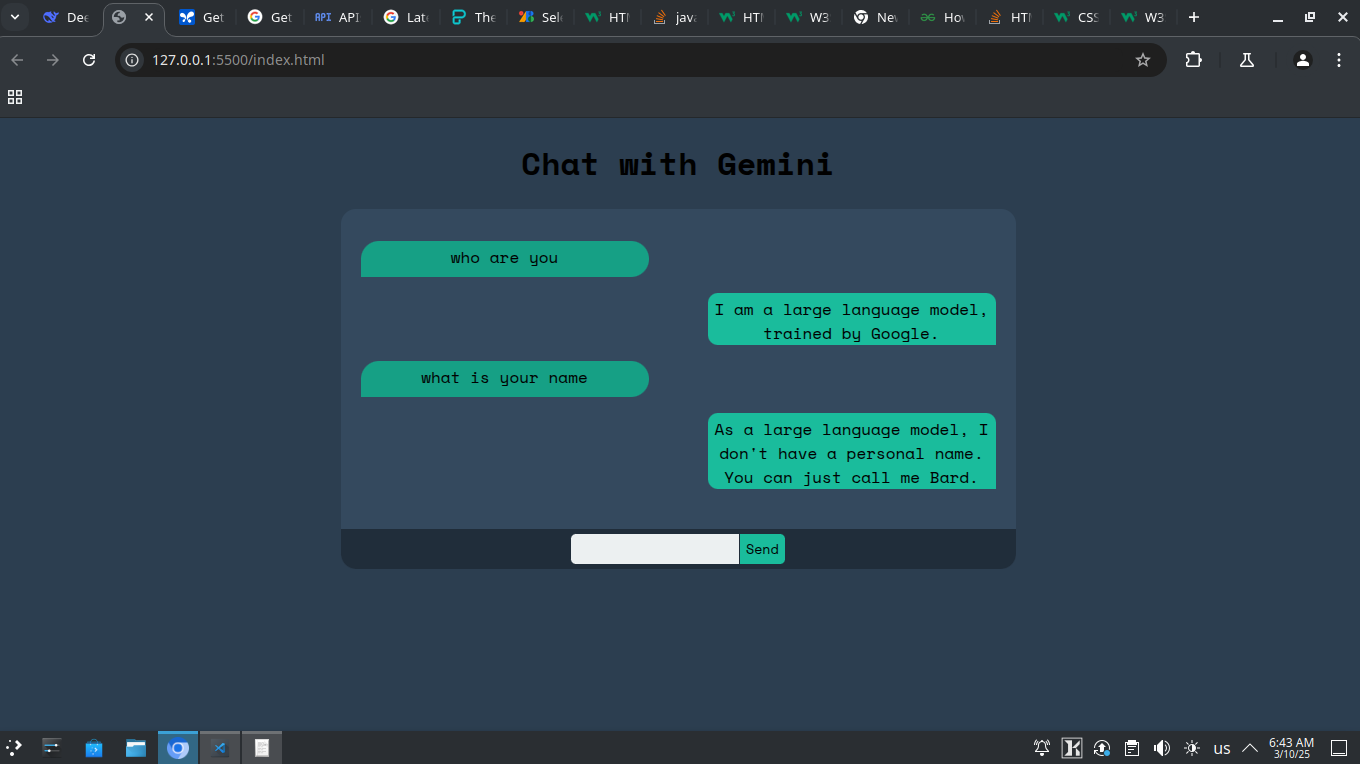 Dee
Get
Get
API
Late
The
Sele
HTM
java
HTM
W3
New
How
HTM
CSS
W3
127.0.0.1:5500/index.html
Chat with Gemini
who are you
I am a large language model,
trained by Google.
what is your name
As a large language model, I
don't have a personal name.
You can just call me Bard.
Send
us
6:43 AM
3/10/25